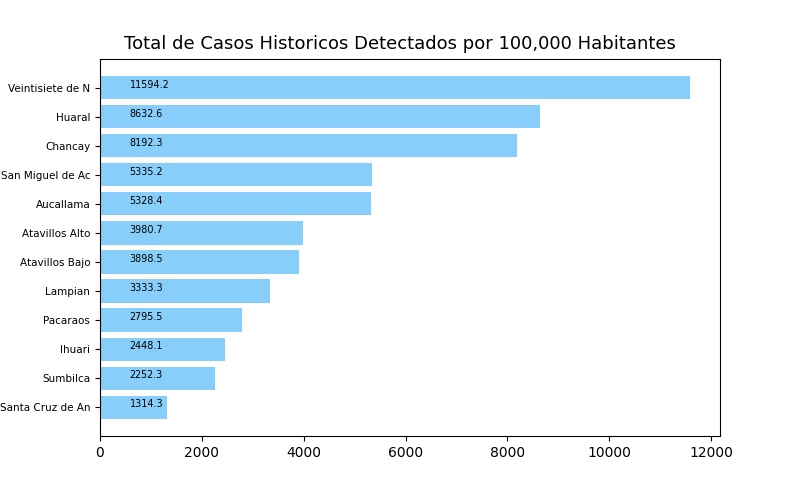 Total de Casos Historicos Detectados por 100,000 Habitantes
Veintisiete de N 11594.2
Huaral 8632.6
Chancay 8192.3
San Miguel de Ac 5335.2
Aucallama 5328.4
Atavillos Alto 3980.7
Atavillos Bajo 3898.5
Lampian 3333.3
Pacaraos 2795.5
Ihuari 2448.1
Sumbilca 2252.3
Santa Cruz de An 1314.3
0 2000 4000 6000 8000 10000 12000